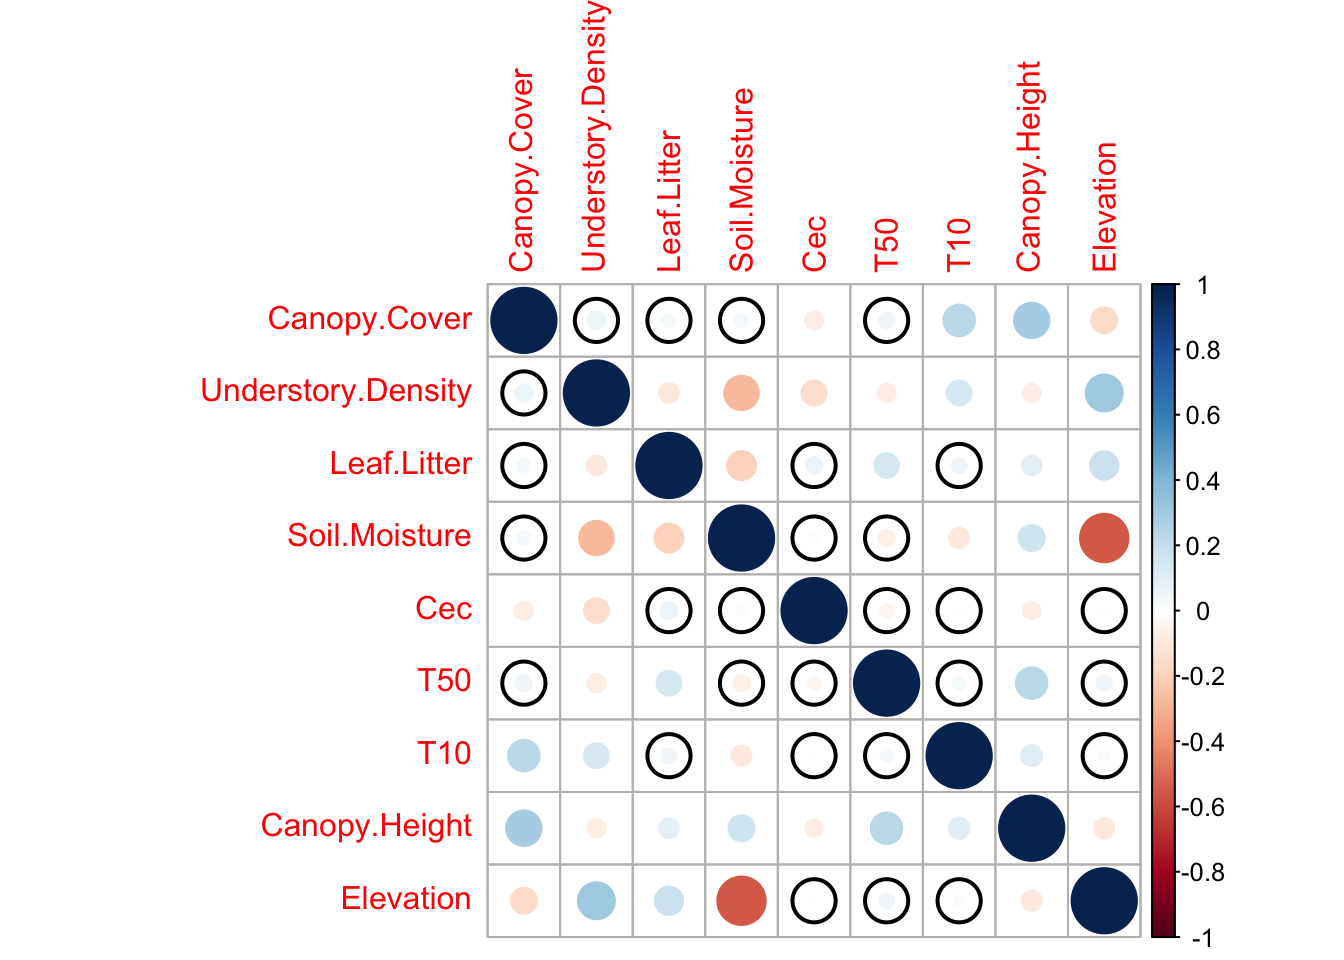 Canopy.Cover
Understory.Density
Leaf.Litter
Soil.Moisture
Cec
T50
T10
Canopy.Height
Elevation
Canopy.Cover
Understory.Density
Leaf.Litter
Soil.Moisture
Cec
T50
T10
Canopy.Height
Elevation
1
0.8
0.6
0.4
0.2
0
-0.2
-0.4
-0.6
-0.8
-1